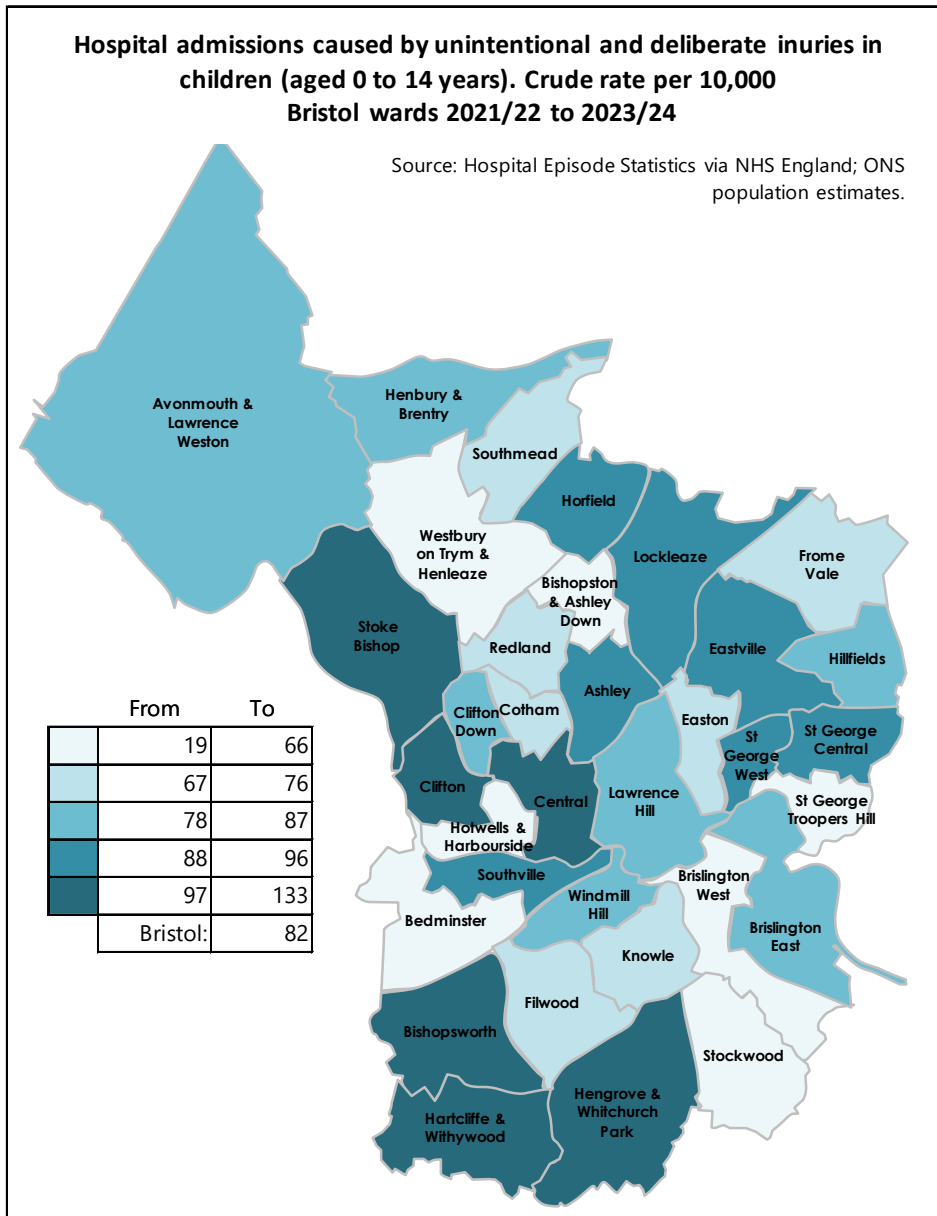 Hospital admissions caused by unintentional and deliberate inuries in
children (aged 0 to 14 years). Crude rate per 10,000
Bristol wards 2021/22 to 2023/24
Source: Hospital Episode Statistics via NHS England; ONS
population estimates.
Avonmouth &
Lawrence
Weston
Henbury &
Brentry
Southmead
Horfield
Westbury
on Trym &
Henleaze
Lockleaze
Frome
Vale
Bishopston
& Ashley
Down
Stoke
Bishop
Redland
Eastville
Hillfields
Ashley
Clifton
Down
Cotham
Easton
St
George
West
St George
Central
Clifton
Central
Lawrence
Hill
St George
Troopers Hill
Hotwells &
Harbourside
Southville
Brislington
West
Windmill
Hill
Bedminster
Brislington
East
Knowle
Filwood
Bishopsworth
Stockwood
Hengrove &
Whitchurch
Park
Hartcliffe &
Withywood
From To
19 66
67 76
78 87
88 96
97 133
Bristol: 82